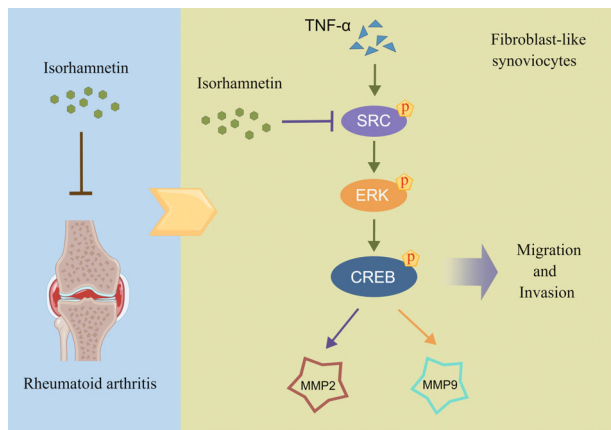 Isorhamnetin
Rheumatoid arthritis
TNF-α
Fibroblast-like
synoviocytes
Isorhamnetin
SRC
p
ERK
p
CREB
p
Migration
and
Invasion
MMP2
MMP9